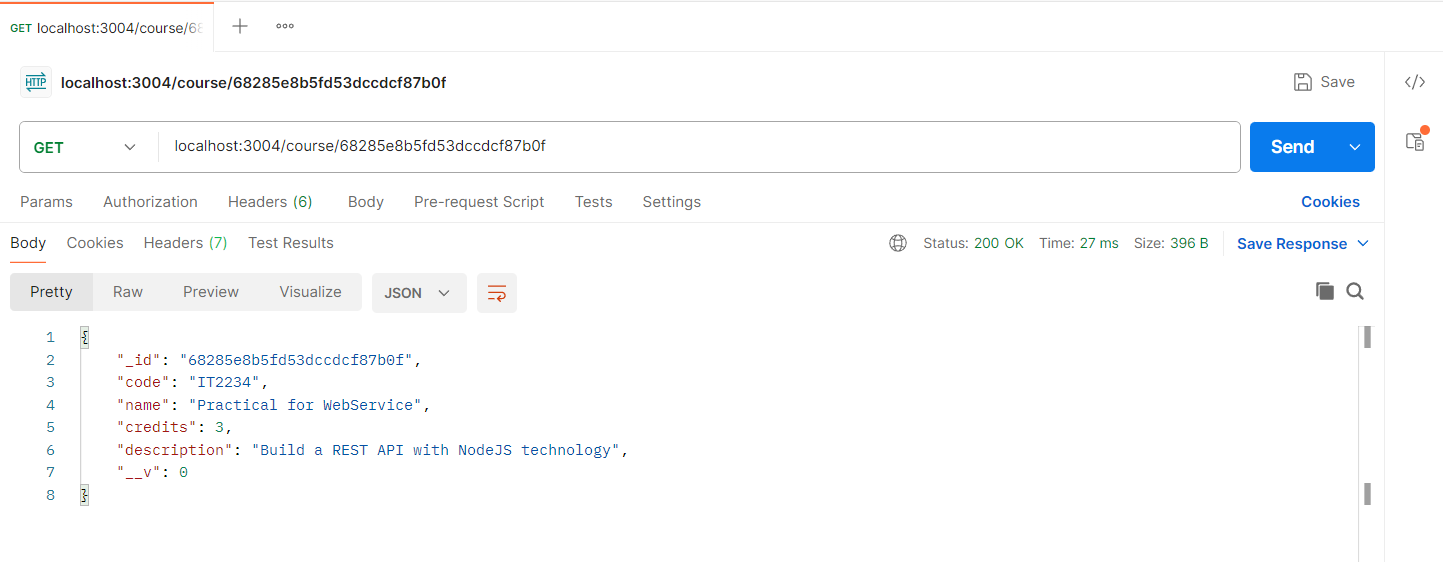 GET localhost:3004/course/68
HTTP localhost:3004/course/68285e8b5fd53dccdcf87b0f Save
GET localhost:3004/course/68285e8b5fd53dccdcf87b0f Send
Params Authorization Headers (6) Body Pre-request Script Tests Settings Cookies
Body Cookies Headers (7) Test Results Status: 200 OK Time: 27 ms Size: 396 B Save Response
Pretty Raw Preview Visualize JSON
1 {
2 "_id": "68285e8b5fd53dccdcf87b0f",
3 "code": "IT2234",
4 "name": "Practical for WebService",
5 "credits": 3,
6 "description": "Build a REST API with NodeJS technology",
7 "__v": 0
8 }